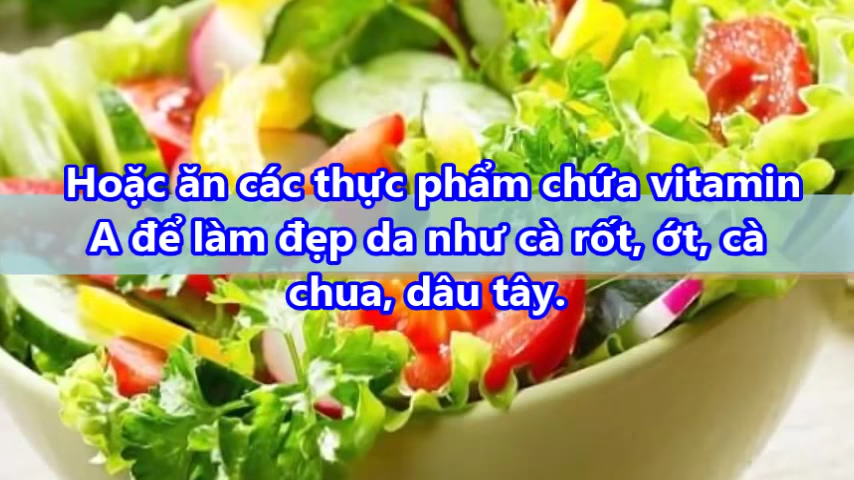 Hoặc ăn các thực phẩm chứa vitamin
A để làm đẹp da như cà rốt, ớt, cà
chua, dâu tây.